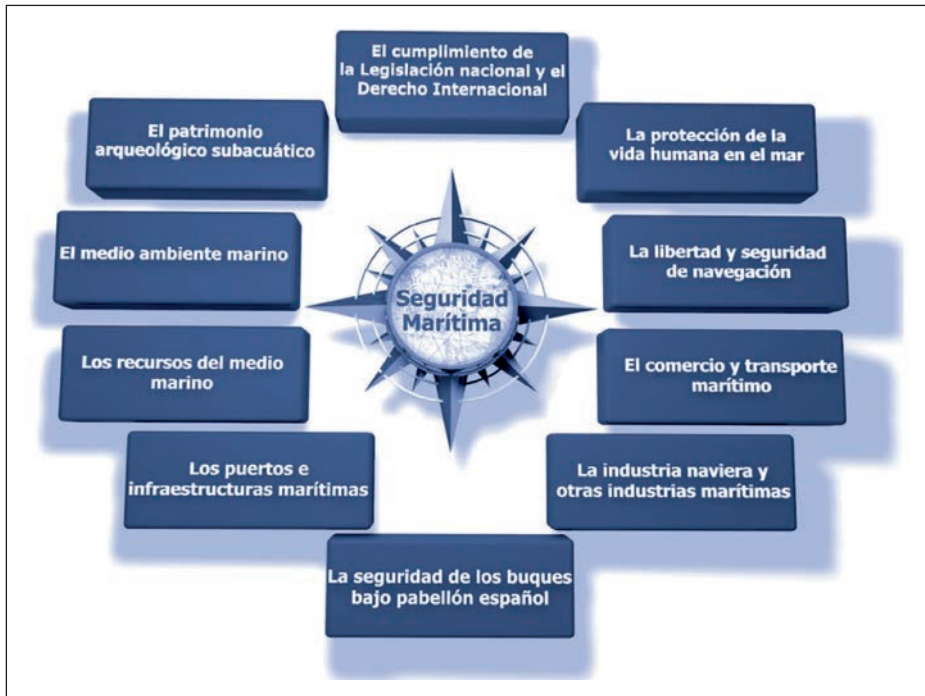 El cumplimiento de
la Legislación nacional y el
Derecho Internacional
La protección de la
vida humana en el mar
La libertad y seguridad
de navegación
El comercio y transporte
marítimo
La industria naviera y
otras industrias marítimas
La seguridad de los buques
bajo pabellón español
Los puertos e
infraestructuras marítimas
Los recursos del medio
marino
El medio ambiente marino
El patrimonio
arqueológico subacuático
Seguridad
Marítima